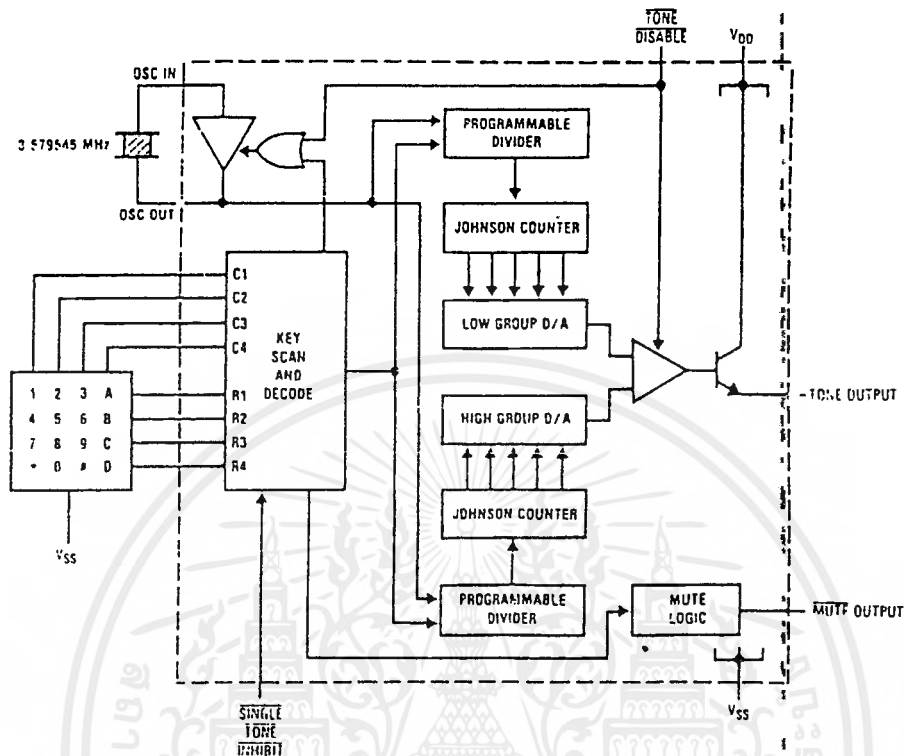 TONE
DISABLE
VDD
OSC IN
3 579545 MHz
OSC OUT
PROGRAMMABLE
DIVIDER
JOHNSON COUNTER
LOW GROUP D/A
C1
C2
C3
C4
KEY
SCAN
AND
DECODE
R1
R2
R3
R4
1 2 3 A
4 5 6 B
7 8 9 C
* 0 # D
VSS
TONE OUTPUT
HIGH GROUP D/A
JOHNSON COUNTER
PROGRAMMABLE
DIVIDER
MUTE
LOGIC
MUTE OUTPUT
VSS
SINGLE
TONE
INHIBIT